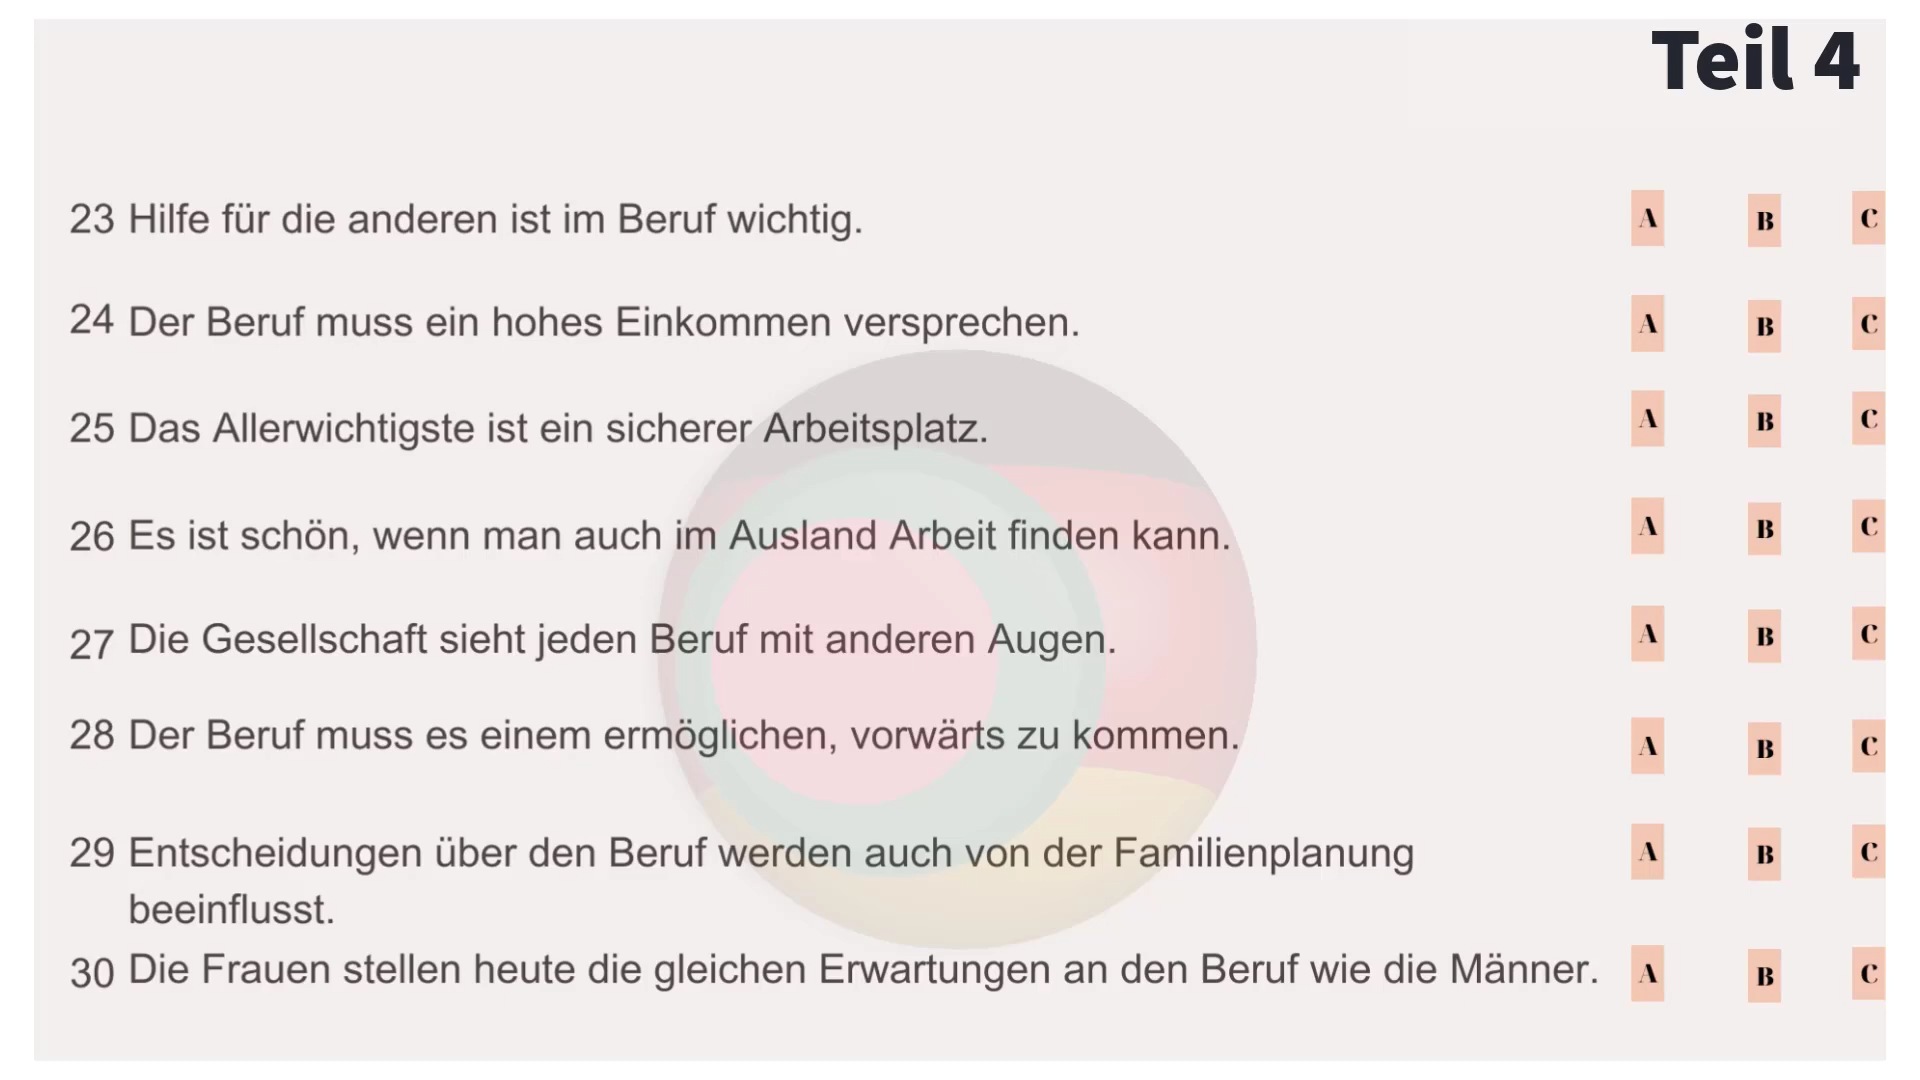 Teil 4
23 Hilfe für die anderen ist im Beruf wichtig. A B C
24 Der Beruf muss ein hohes Einkommen versprechen. A B C
25 Das Allerwichtigste ist ein sicherer Arbeitsplatz. A B C
26 Es ist schön, wenn man auch im Ausland Arbeit finden kann. A B C
27 Die Gesellschaft sieht jeden Beruf mit anderen Augen. A B C
28 Der Beruf muss es einem ermöglichen, vorwärts zu kommen. A B C
29 Entscheidungen über den Beruf werden auch von der Familienplanung A B C
beeinflusst.
30 Die Frauen stellen heute die gleichen Erwartungen an den Beruf wie die Männer. A B C